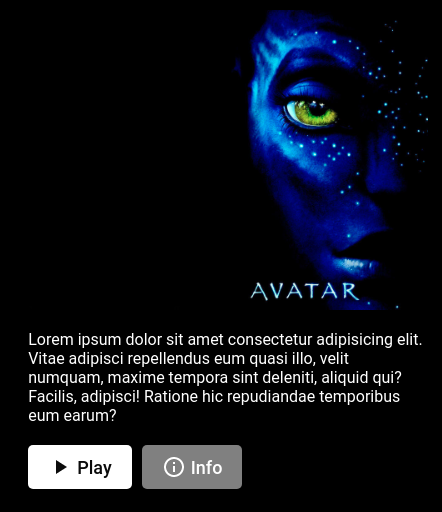 AVATAR
Lorem ipsum dolor sit amet consectetur adipisicing elit.
Vitae adipisci repellendus eum quasi illo, velit
numquam, maxime tempora sint deleniti, aliquid qui?
Facilis, adipisci! Ratione hic repudiandae temporibus
eum earum?
Play
Info